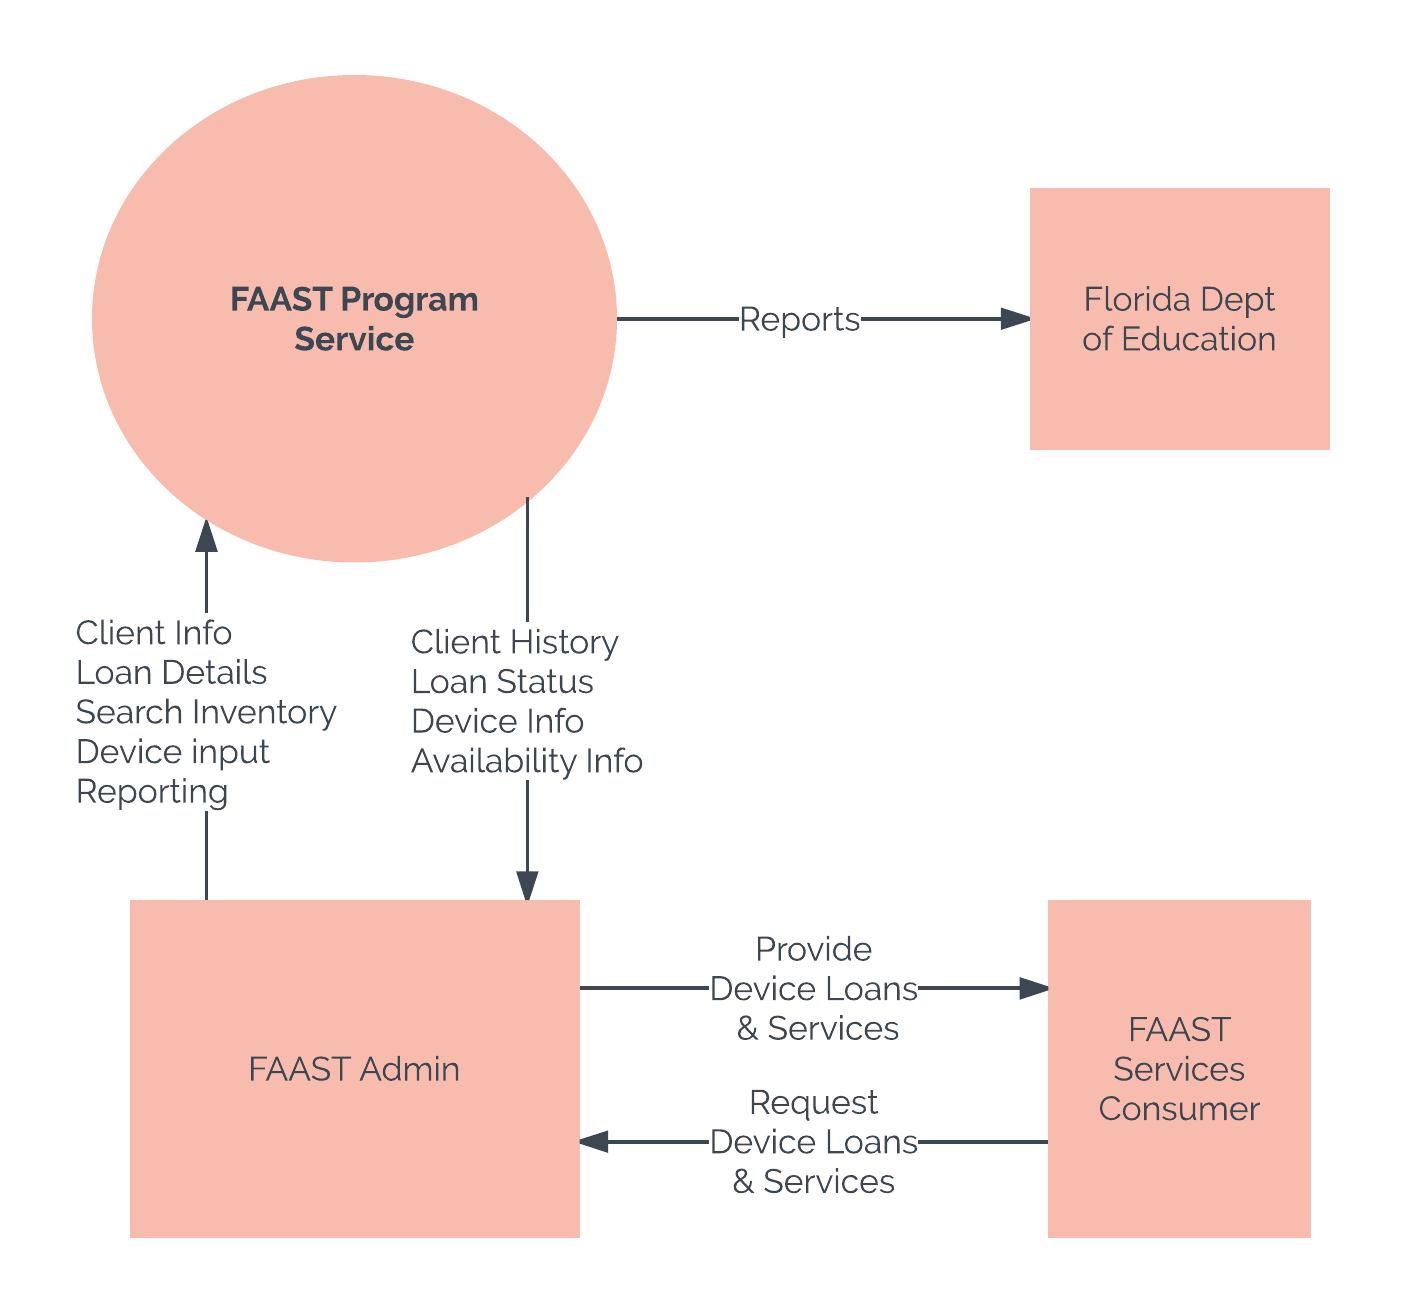 FAAST Program
Service
Reports
Florida Dept
of Education
Client Info
Loan Details
Search Inventory
Device input
Reporting
Client History
Loan Status
Device Info
Availability Info
FAAST Admin
Provide
Device Loans
& Services
Request
Device Loans
& Services
FAAST
Services
Consumer